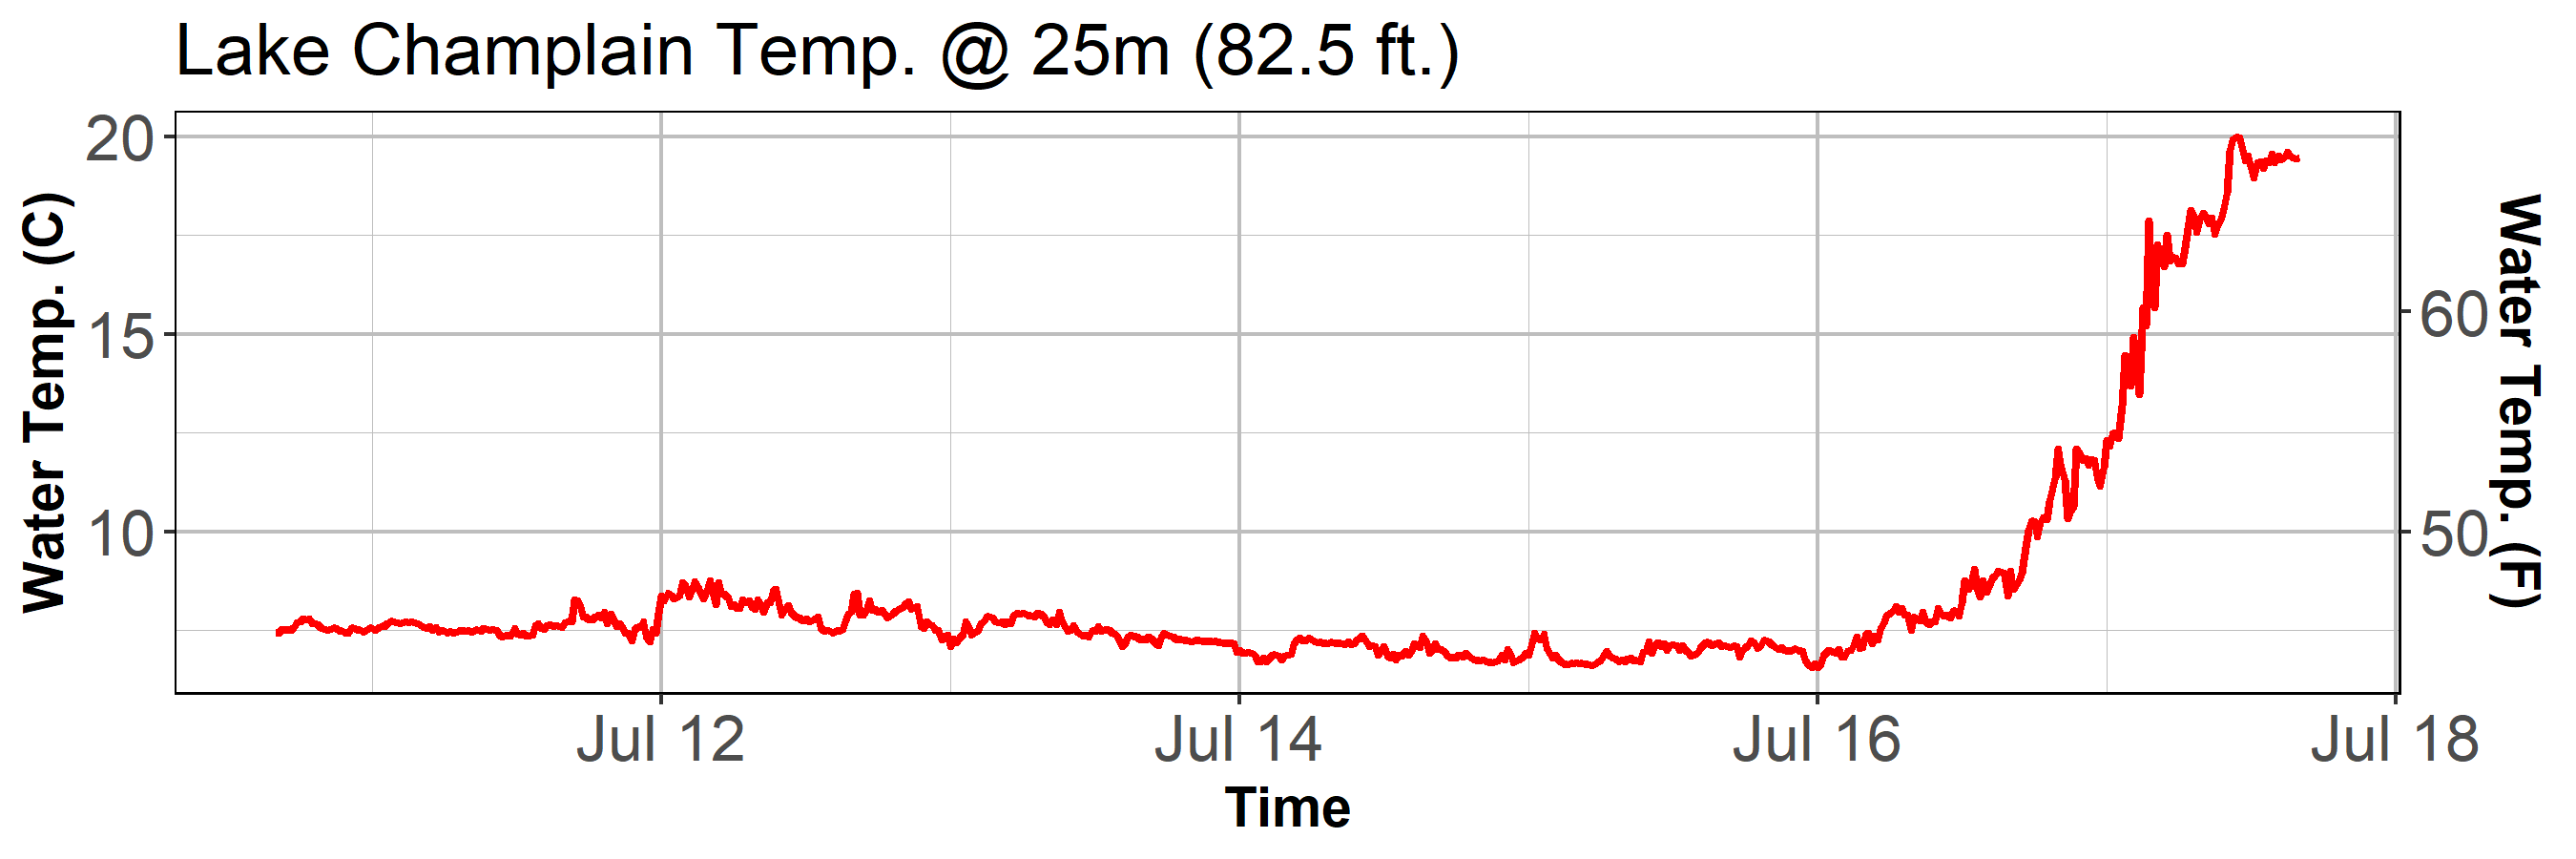 Lake Champlain Temp. @ 25m (82.5 ft.)
Water Temp. (C)
20
15
10
60
50
Water Temp. (F)
Jul 12 Jul 14 Jul 16 Jul 18
Time